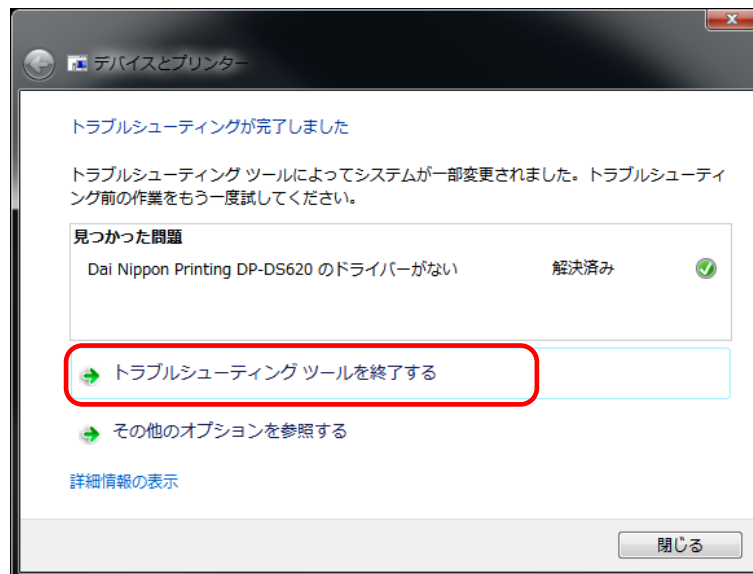 デバイスとプリンター
トラブルシューティングが完了しました
トラブルシューティング ツールによってシステムが一部変更されました。トラブルシューティ
ング前の作業をもう一度試してください。
見つかった問題
Dai Nippon Printing DP-DS620 のドライバーがない 解決済み
トラブルシューティング ツールを終了する
その他のオプションを参照する
詳細情報の表示
閉じる